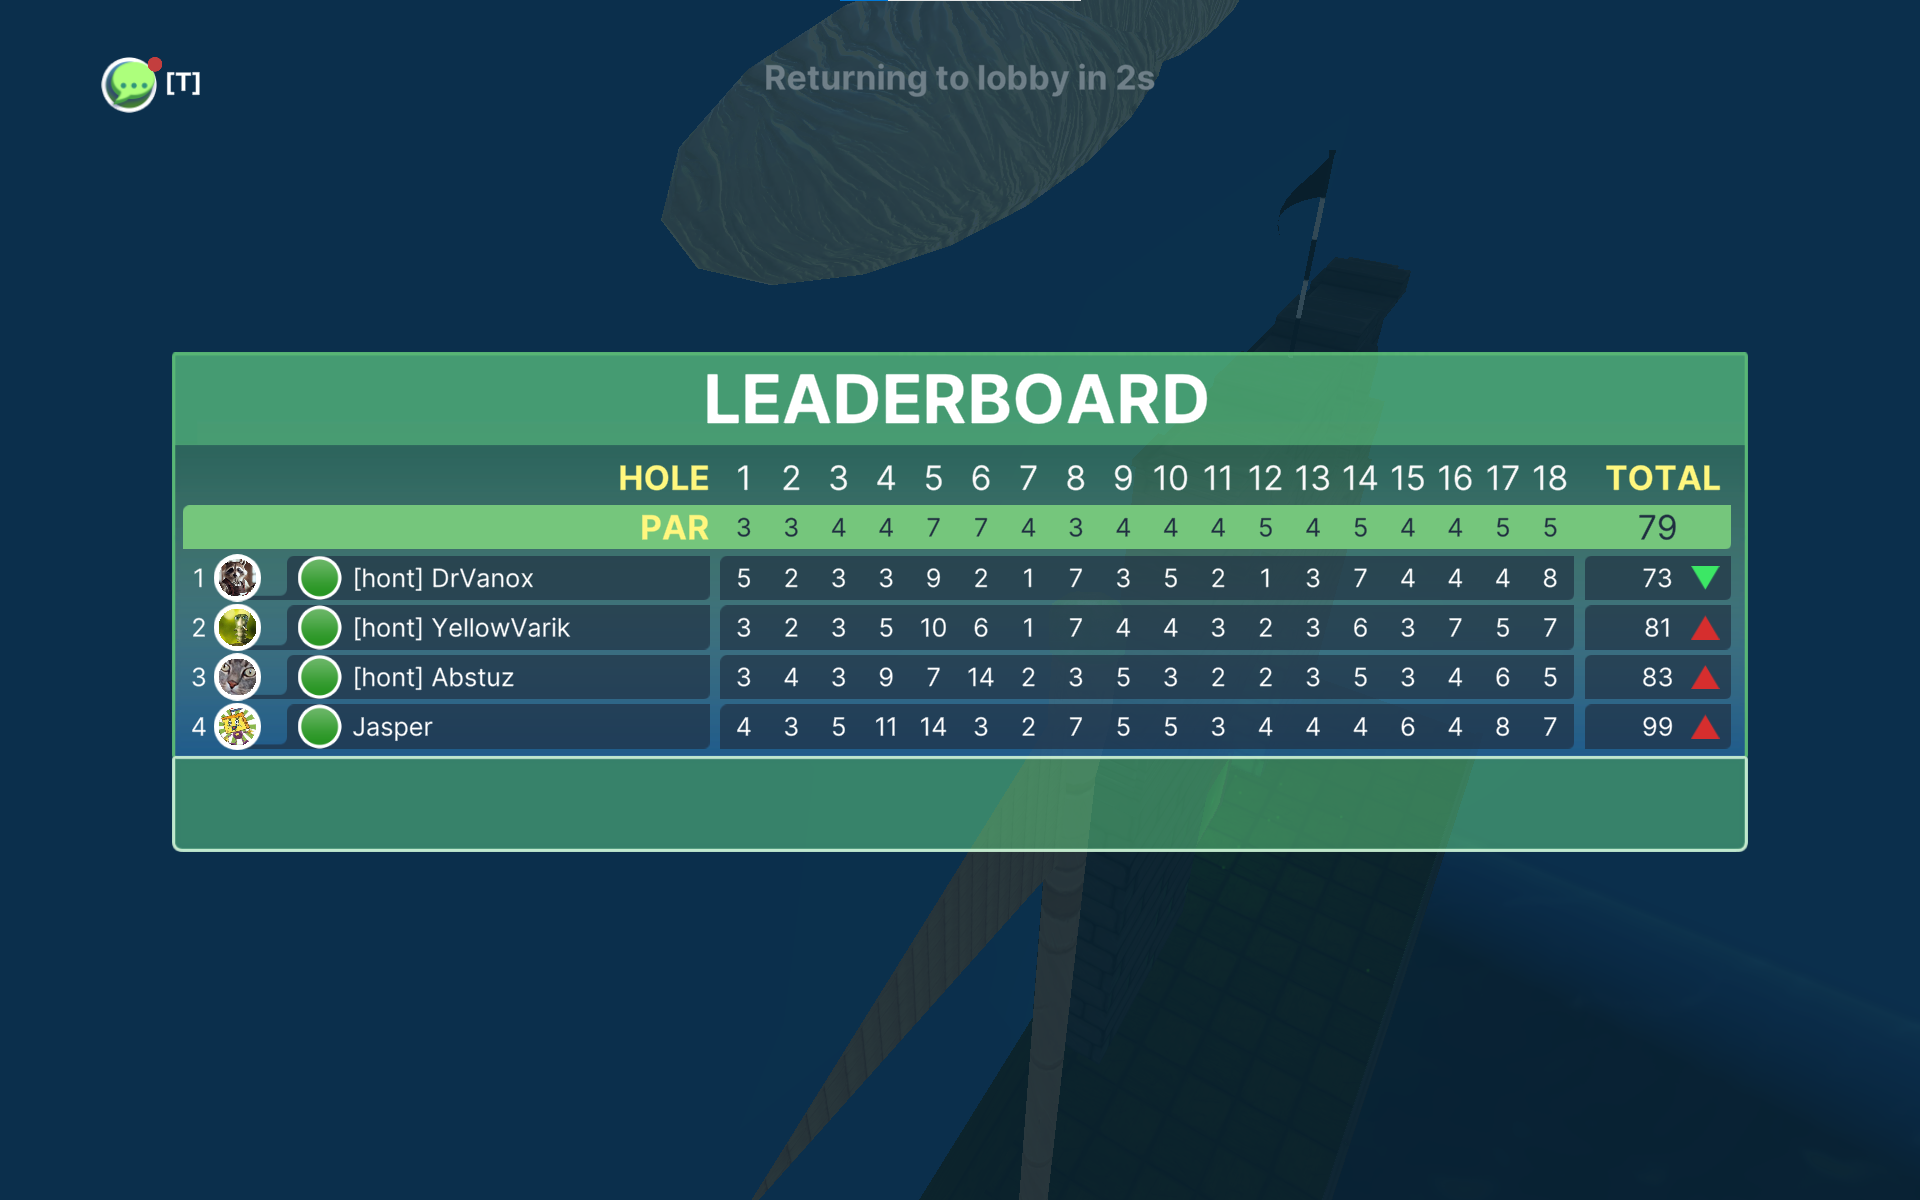 [T]
Returning to lobby in 2s
LEADERBOARD
HOLE 1 2 3 4 5 6 7 8 9 10 11 12 13 14 15 16 17 18 TOTAL
PAR 3 3 4 4 7 7 4 3 4 4 4 5 4 5 4 4 5 5 79
1 [hont] DrVanox 5 2 3 3 9 2 1 7 3 5 2 1 3 7 4 4 4 8 73
2 [hont] YellowVarik 3 2 3 5 10 6 1 7 4 4 3 2 3 6 3 7 5 7 81
3 [hont] Abstuz 3 4 3 9 7 14 2 3 5 3 2 2 3 5 3 4 6 5 83
4 Jasper 4 3 5 11 14 3 2 7 5 5 3 4 4 4 6 4 8 7 99